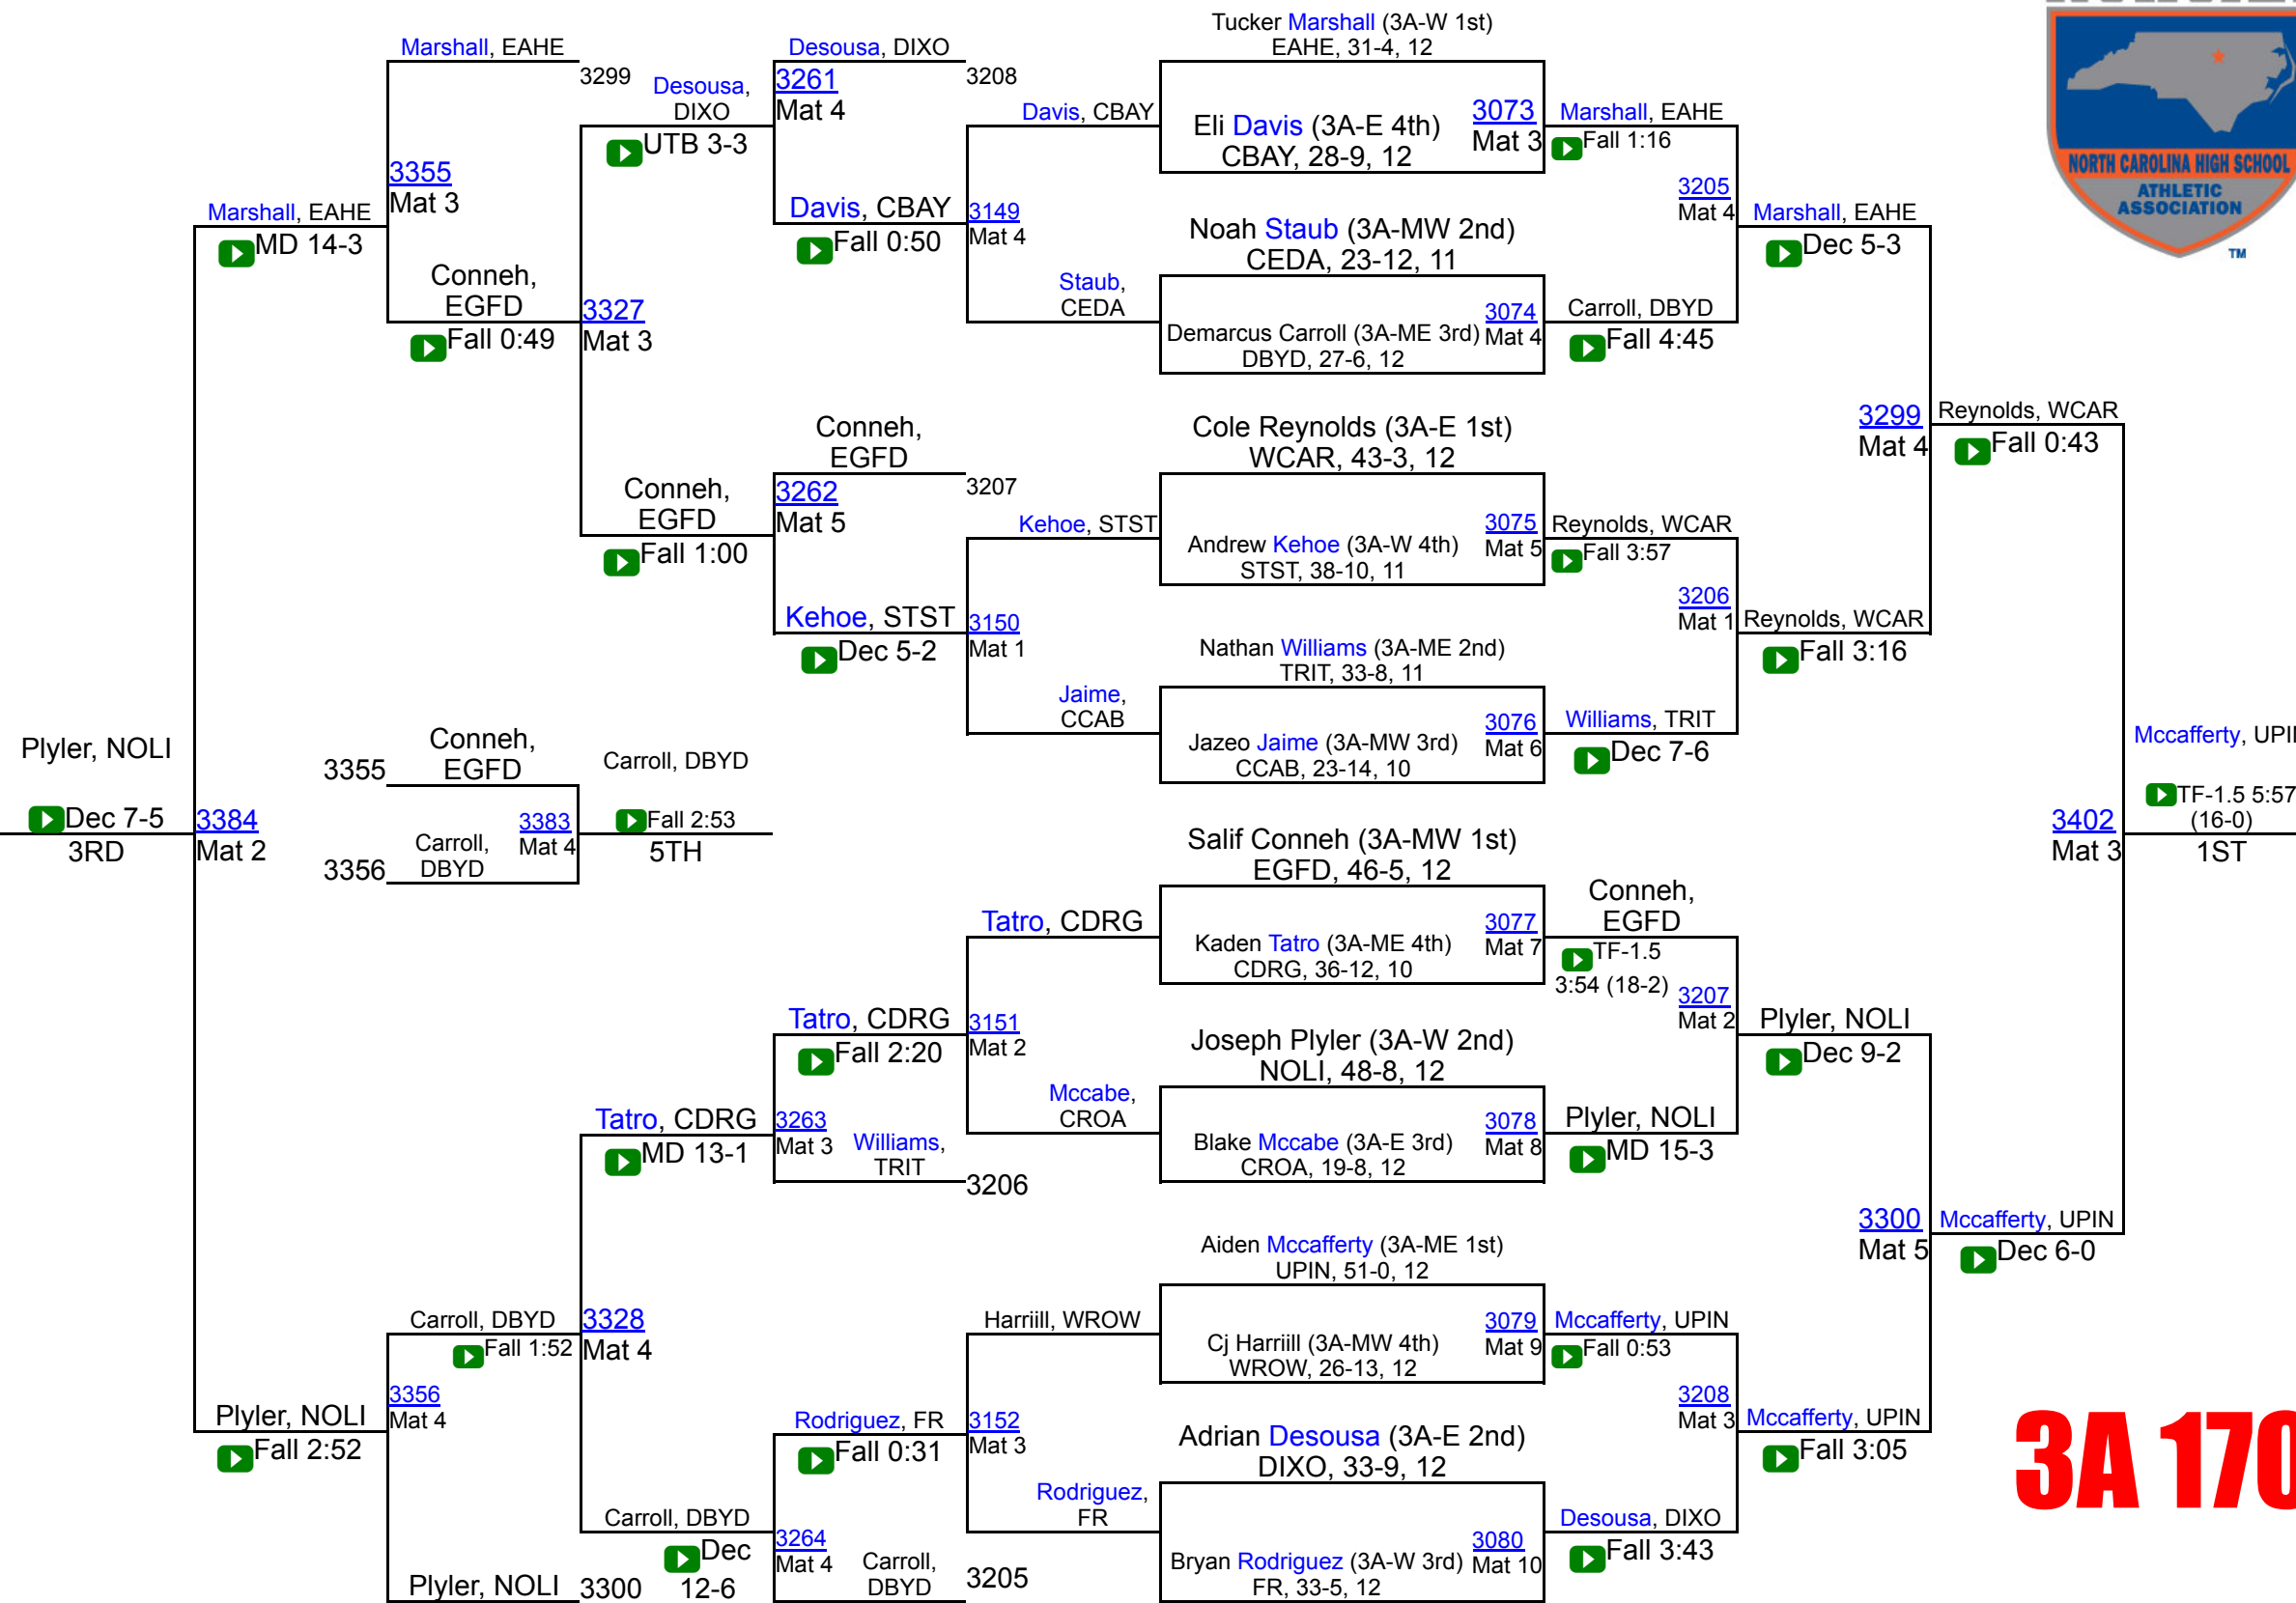 Tucker Marshall (3A-W 1st)
EAHE, 31-4, 12
Eli Davis (3A-E 4th)
CBAY, 28-9, 12
3073
Mat 3
Noah Staub (3A-MW 2nd)
CEDA, 23-12, 11
Demarcus Carroll (3A-ME 3rd)
DBYD, 27-6, 12
3074
Mat 4
Cole Reynolds (3A-E 1st)
WCAR, 43-3, 12
Andrew Kehoe (3A-W 4th)
STST, 38-10, 11
3075
Mat 5
Nathan Williams (3A-ME 2nd)
TRIT, 33-8, 11
Jazeo Jaime (3A-MW 3rd)
CCAB, 23-14, 10
3076
Mat 6
Salif Conneh (3A-MW 1st)
EGFD, 46-5, 12
Kaden Tatro (3A-ME 4th)
CDRG, 36-12, 10
3077
Mat 7
Joseph Plyler (3A-W 2nd)
NOLI, 48-8, 12
Blake Mccabe (3A-E 3rd)
CROA, 19-8, 12
3078
Mat 8
Aiden Mccafferty (3A-ME 1st)
UPIN, 51-0, 12
Cj Harriill (3A-MW 4th)
WROW, 26-13, 12
3079
Mat 9
Adrian Desousa (3A-E 2nd)
DIXO, 33-9, 12
Bryan Rodriguez (3A-W 3rd)
FR, 33-5, 12
3080
Mat 10
Marshall, EAHE
Fall 1:16
3205
Mat 4
Carroll, DBYD
Fall 4:45
Reynolds, WCAR
Fall 3:57
3206
Mat 1
Williams, TRIT
Dec 7-6
Conneh,
EGFD
TF-1.5
3:54 (18-2)
3207
Mat 2
Plyler, NOLI
MD 15-3
Mccafferty, UPIN
Fall 0:53
3208
Mat 3
Desousa, DIXO
Fall 3:43
Marshall, EAHE
Dec 5-3
3299
Mat 4
Reynolds, WCAR
Fall 3:16
Plyler, NOLI
Dec 9-2
3300
Mat 5
Mccafferty, UPIN
Fall 3:05
Reynolds, WCAR
Fall 0:43
3402
Mat 3
Mccafferty, UPIN
Dec 6-0
Mccafferty, UPI
TF-1.5 5:57
(16-0)
1ST
Davis, CBAY
3149
Mat 4
Staub,
CEDA
Kehoe, STST
3150
Mat 1
Jaime,
CCAB
Tatro, CDRG
3151
Mat 2
Mccabe,
CROA
Harriill, WROW
3152
Mat 3
Rodriguez,
FR
Desousa, DIXO
3208
3261
Mat 4
Davis, CBAY
Fall 0:50
Conneh,
EGFD
3207
3262
Mat 5
Kehoe, STST
Dec 5-2
Tatro, CDRG
Fall 2:20
3263
Mat 3
Williams,
TRIT
3206
Rodriguez, FR
Fall 0:31
3264
Mat 4
Carroll,
DBYD
3205
Desousa,
DIXO
UTB 3-3
3327
Mat 3
Conneh,
EGFD
Fall 1:00
Tatro, CDRG
MD 13-1
3328
Mat 4
Carroll, DBYD
Dec
12-6
Marshall, EAHE
3299
3355
Mat 3
Conneh,
EGFD
Fall 0:49
Carroll, DBYD
Fall 1:52
3356
Mat 4
Plyler, NOLI
3300
Marshall, EAHE
MD 14-3
3384
Mat 2
Plyler, NOLI
Fall 2:52
Plyler, NOLI
Dec 7-5
3RD
3355
Conneh,
EGFD
3356
Carroll,
DBYD
3383
Mat 4
Carroll, DBYD
Fall 2:53
5TH
NORTH CAROLINA HIGH SCHOOL
ATHLETIC
ASSOCIATION
TM
3A 170